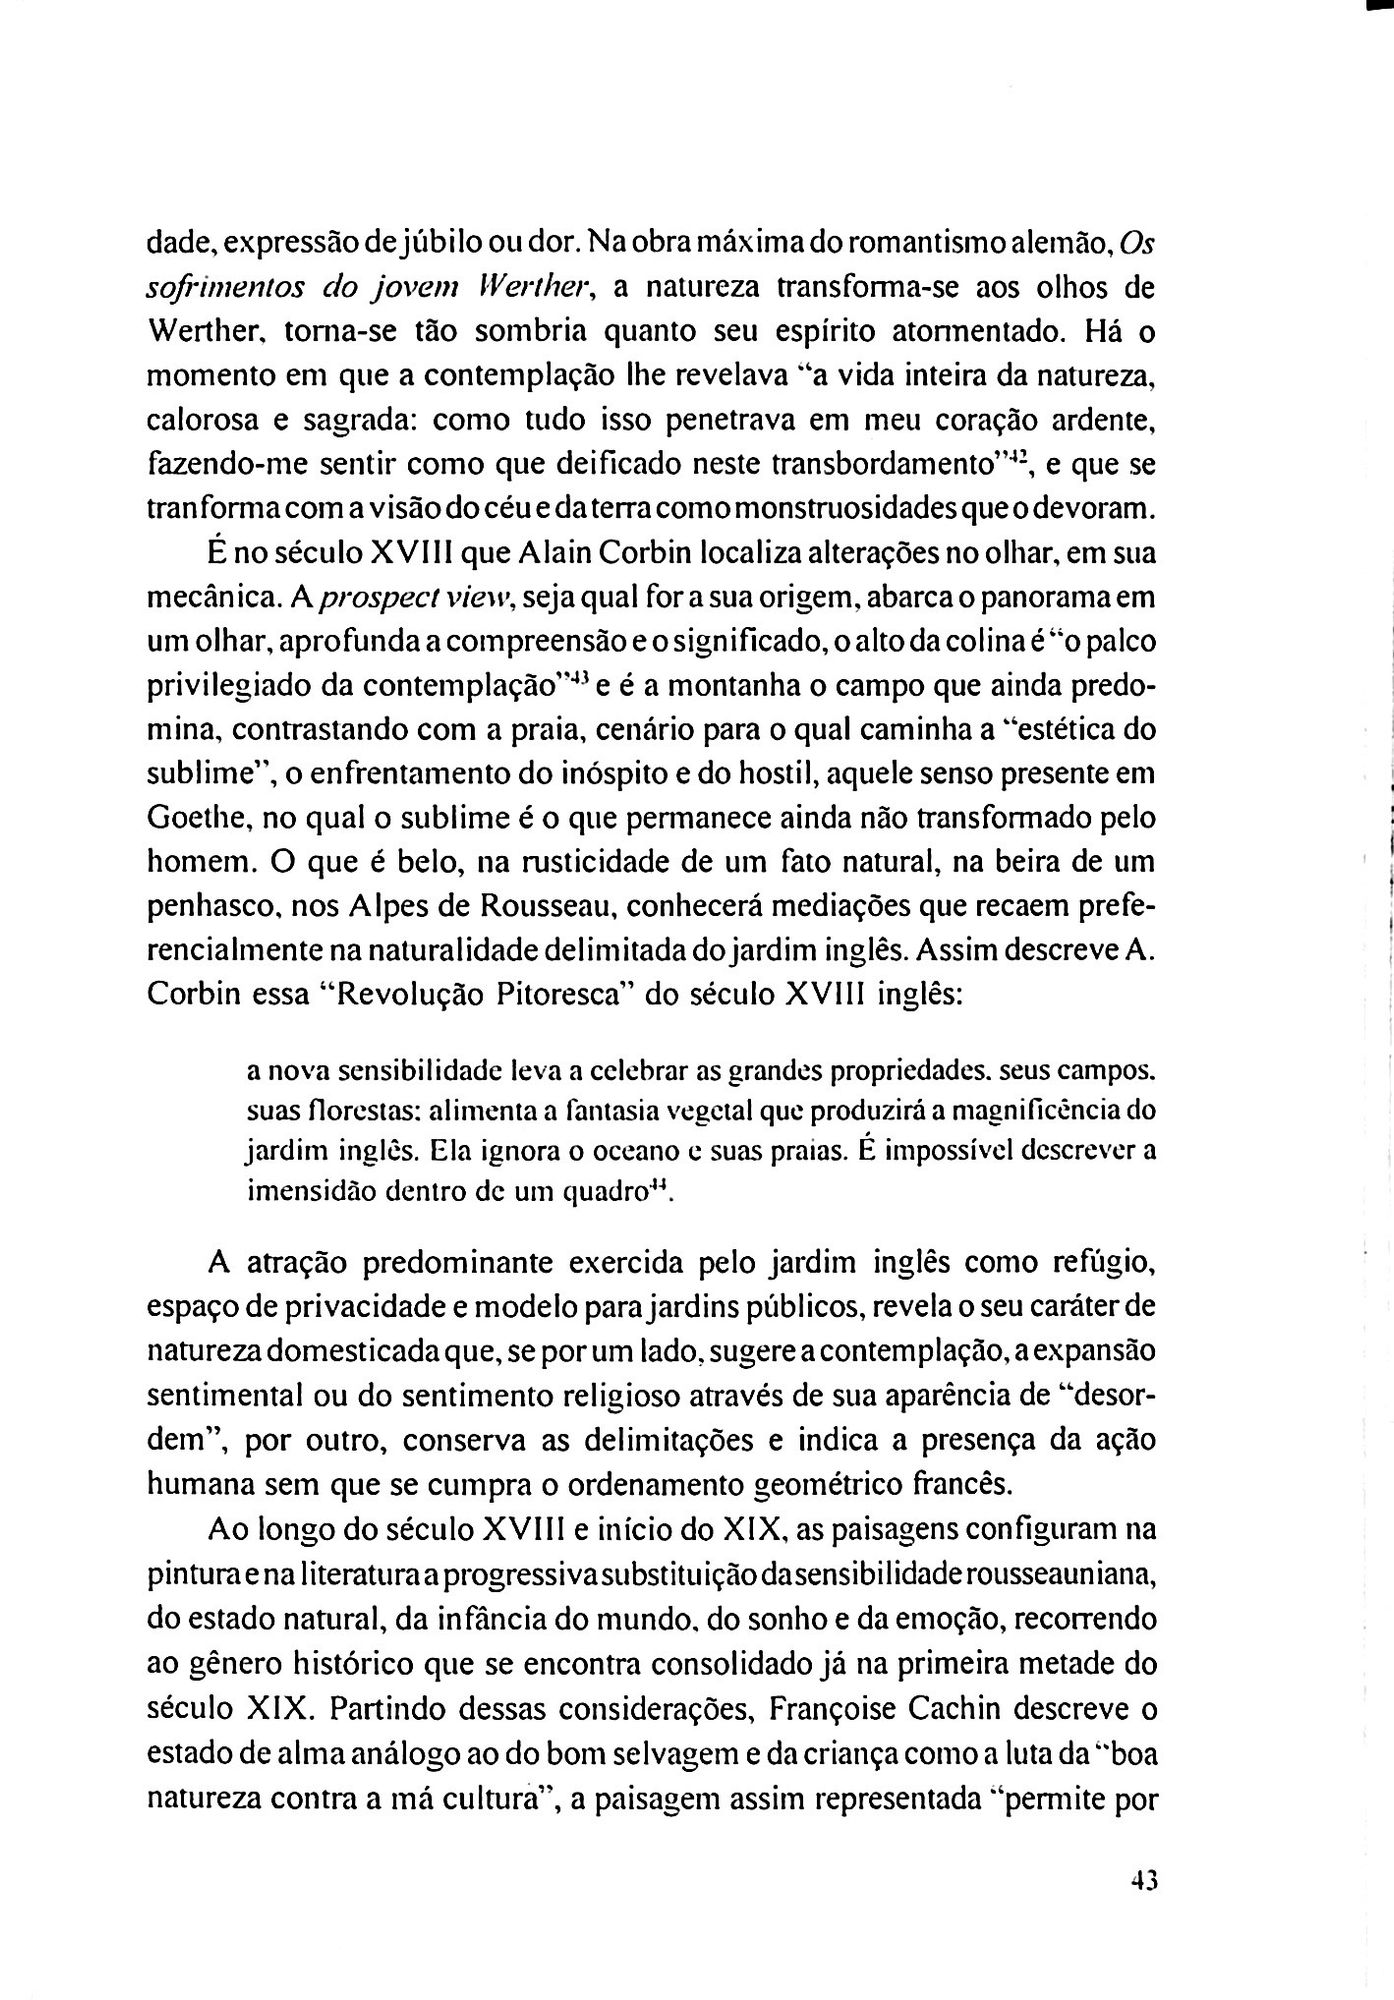 dade, expressão de júbilo ou dor. Na obra máxima do romantismo alemão, Os
sofrimentos do jovem Werther, a natureza transforma-se aos olhos de
Werther, torna-se tão sombria quanto seu espírito atormentado. Há o
momento em que a contemplação lhe revelava “a vida inteira da natureza,
calorosa e sagrada: como tudo isso penetrava em meu coração ardente,
fazendo-me sentir como que deificado neste transbordamento”⁴², e que se
tranforma com a visão do céu e da terra como monstruosidades que o devoram.
É no século XVIII que Alain Corbin localiza alterações no olhar, em sua
mecânica. A prospect view, seja qual for a sua origem, abarca o panorama em
um olhar, aprofunda a compreensão e o significado, o alto da colina é “o palco
privilegiado da contemplação”⁴³ e é a montanha o campo que ainda predo-
mina, contrastando com a praia, cenário para o qual caminha a “estética do
sublime”, o enfrentamento do inóspito e do hostil, aquele senso presente em
Goethe, no qual o sublime é o que permanece ainda não transformado pelo
homem. O que é belo, na rusticidade de um fato natural, na beira de um
penhasco, nos Alpes de Rousseau, conhecerá mediações que recaem prefe-
rencialmente na naturalidade delimitada do jardim inglês. Assim descreve A.
Corbin essa “Revolução Pitoresca” do século XVIII inglês:
a nova sensibilidade leva a celebrar as grandes propriedades, seus campos,
suas florestas; alimenta a fantasia vegetal que produzirá a magnificência do
jardim inglês. Ela ignora o oceano e suas praias. É impossível descrever a
imensidão dentro de um quadro⁴⁴.
A atração predominante exercida pelo jardim inglês como refúgio,
espaço de privacidade e modelo para jardins públicos, revela o seu caráter de
natureza domesticada que, se por um lado, sugere a contemplação, a expansão
sentimental ou do sentimento religioso através de sua aparência de “desor-
dem”, por outro, conserva as delimitações e indica a presença da ação
humana sem que se cumpra o ordenamento geométrico francês.
Ao longo do século XVIII e início do XIX, as paisagens configuram na
pintura e na literatura a progressiva substituição da sensibilidade rousseauniana,
do estado natural, da infância do mundo, do sonho e da emoção, recorrendo
ao gênero histórico que se encontra consolidado já na primeira metade do
século XIX. Partindo dessas considerações, Françoise Cachin descreve o
estado de alma análogo ao do bom selvagem e da criança como a luta da “boa
natureza contra a má cultura”, a paisagem assim representada “permite por
43